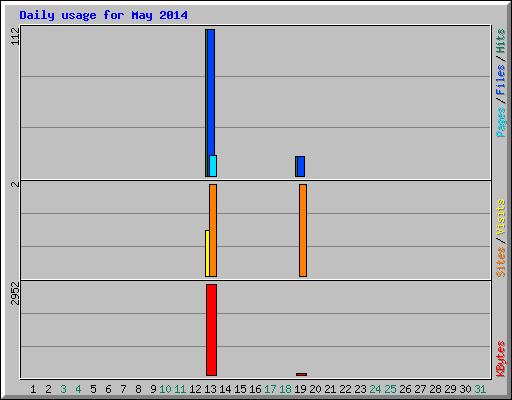 Daily usage for May 2014
112
Pages / Files / Hits
2
Sites / Visits
2952
KBytes
1 2 3 4 5 6 7 8 9 10 11 12 13 14 15 16 17 18 19 20 21 22 23 24 25 26 27 28 29 30 31